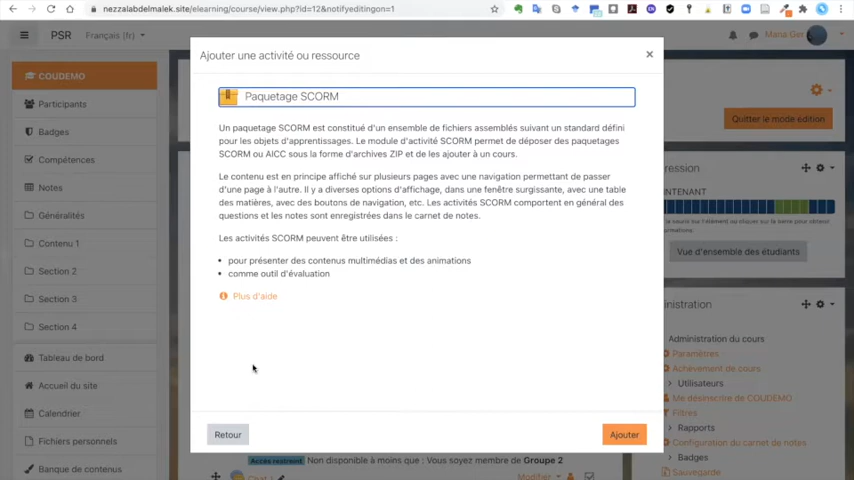 nezzalabdelmalek.site/elearning/course/view.php?id=12&notifyeditingon=1
PSR
Français (fr)
Maria Ger
COUDEMO
Participants
Badges
Compétences
Notes
Généralités
Contenu 1
Section 2
Section 3
Section 4
Tableau de bord
Accueil du site
Calendrier
Fichiers personnels
Banque de contenus
Ajouter une activité ou ressource
×
Paquetage SCORM
Un paquetage SCORM est constitué d'un ensemble de fichiers assemblés suivant un standard défini
pour les objets d'apprentissages. Le module d'activité SCORM permet de déposer des paquetages
SCORM ou AICC sous la forme d'archives ZIP et de les ajouter à un cours.
Le contenu est en principe affiché sur plusieurs pages avec une navigation permettant de passer
d'une page à l'autre. Il y a diverses options d'affichage, dans une fenêtre surgissante, avec une table
des matières, avec des boutons de navigation, etc. Les activités SCORM comportent en général des
questions et les notes sont enregistrées dans le carnet de notes.
Les activités SCORM peuvent être utilisées :
• pour présenter des contenus multimédias et des animations
• comme outil d'évaluation
Plus d'aide
Retour
Ajouter
Accès restreint Non disponible à moins que : Vous soyez membre de Groupe 2
Modifier
Quitter le mode édition
ression
INTENANT
Vue d'ensemble des étudiants
ministration
Administration du cours
Paramètres
Achèvement de cours
Utilisateurs
Me désinscrire de COUDEMO
Filtres
Rapports
Configuration du carnet de notes
Badges
Sauvegarde